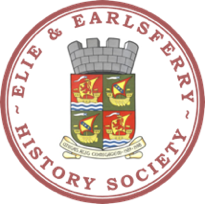 ~ ELIE & EARLSFERRY ~
HISTORY SOCIETY